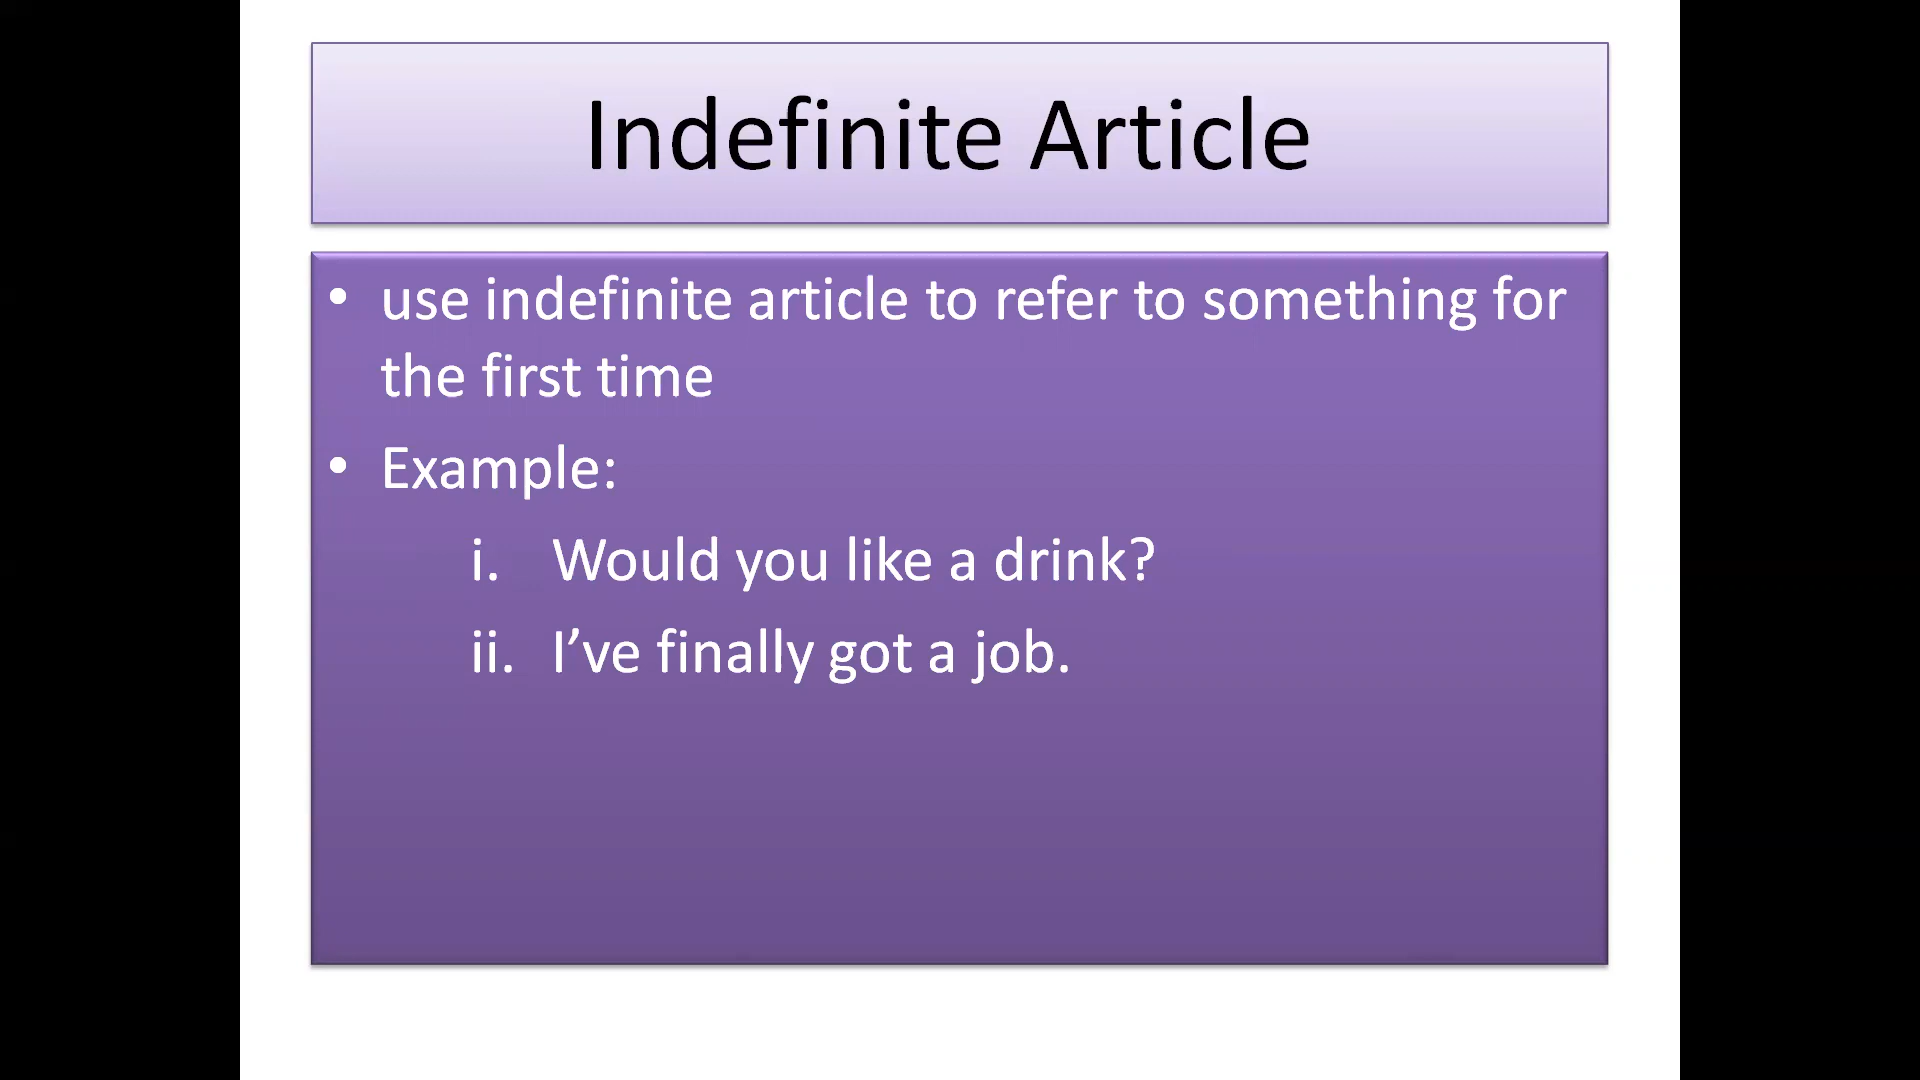 Indefinite Article
• use indefinite article to refer to something for
the first time
• Example:
i. Would you like a drink?
ii. I’ve finally got a job.